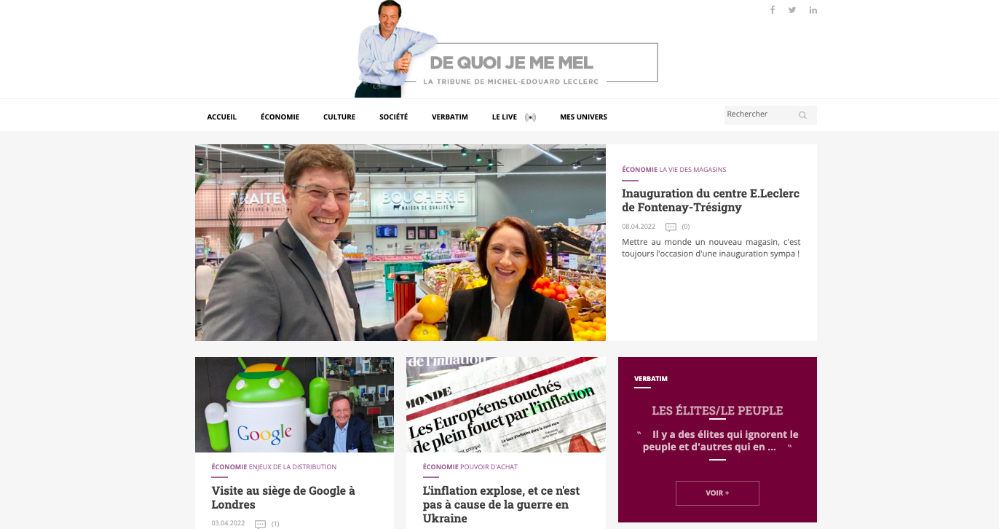 DE QUOI JE ME MEL
LA TRIBUNE DE MICHEL-EDOUARD LECLERC
ACCUEIL
ÉCONOMIE
CULTURE
SOCIÉTÉ
VERBATIM
LE LIVE
MES UNIVERS
Rechercher
TRAITEUR
SAVEURS & QUALITÉ
BOUCHERIE
MAISON DE QUALITÉ
ÉCONOMIE LA VIE DES MAGASINS
Inauguration du centre E.Leclerc
de Fontenay-Trésigny
08.04.2022 (0)
Mettre au monde un nouveau magasin, c'est
toujours l'occasion d'une inauguration sympa !
Google
ÉCONOMIE ENJEUX DE LA DISTRIBUTION
Visite au siège de Google à
Londres
03.04.2022 (1)
de l'inflation
MONDE
Les Européens touchés
de plein fouet par l'inflation
ÉCONOMIE POUVOIR D'ACHAT
L'inflation explose, et ce n'est
pas à cause de la guerre en
Ukraine
VERBATIM
LES ÉLITES/LE PEUPLE
“ Il y a des élites qui ignorent le
peuple et d'autres qui en ... “
VOIR +